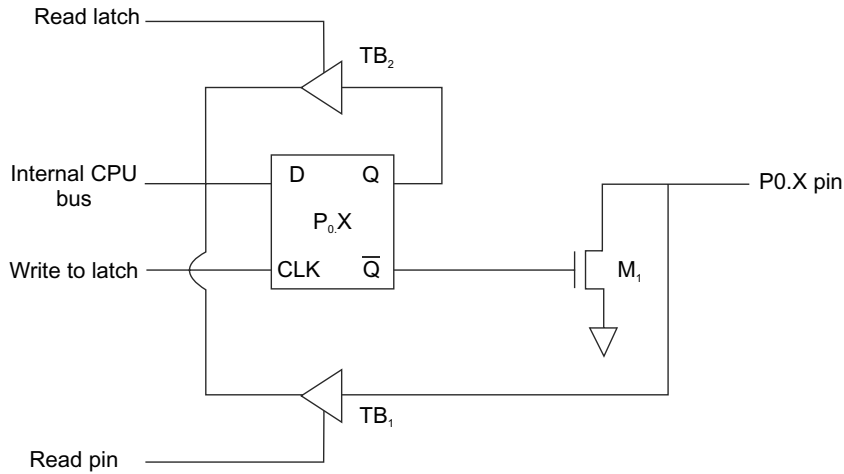 Read latch
TB₂
Internal CPU
bus
D
Q
P0.X pin
P₀.X
Write to latch
CLK
Q̅
M₁
TB₁
Read pin